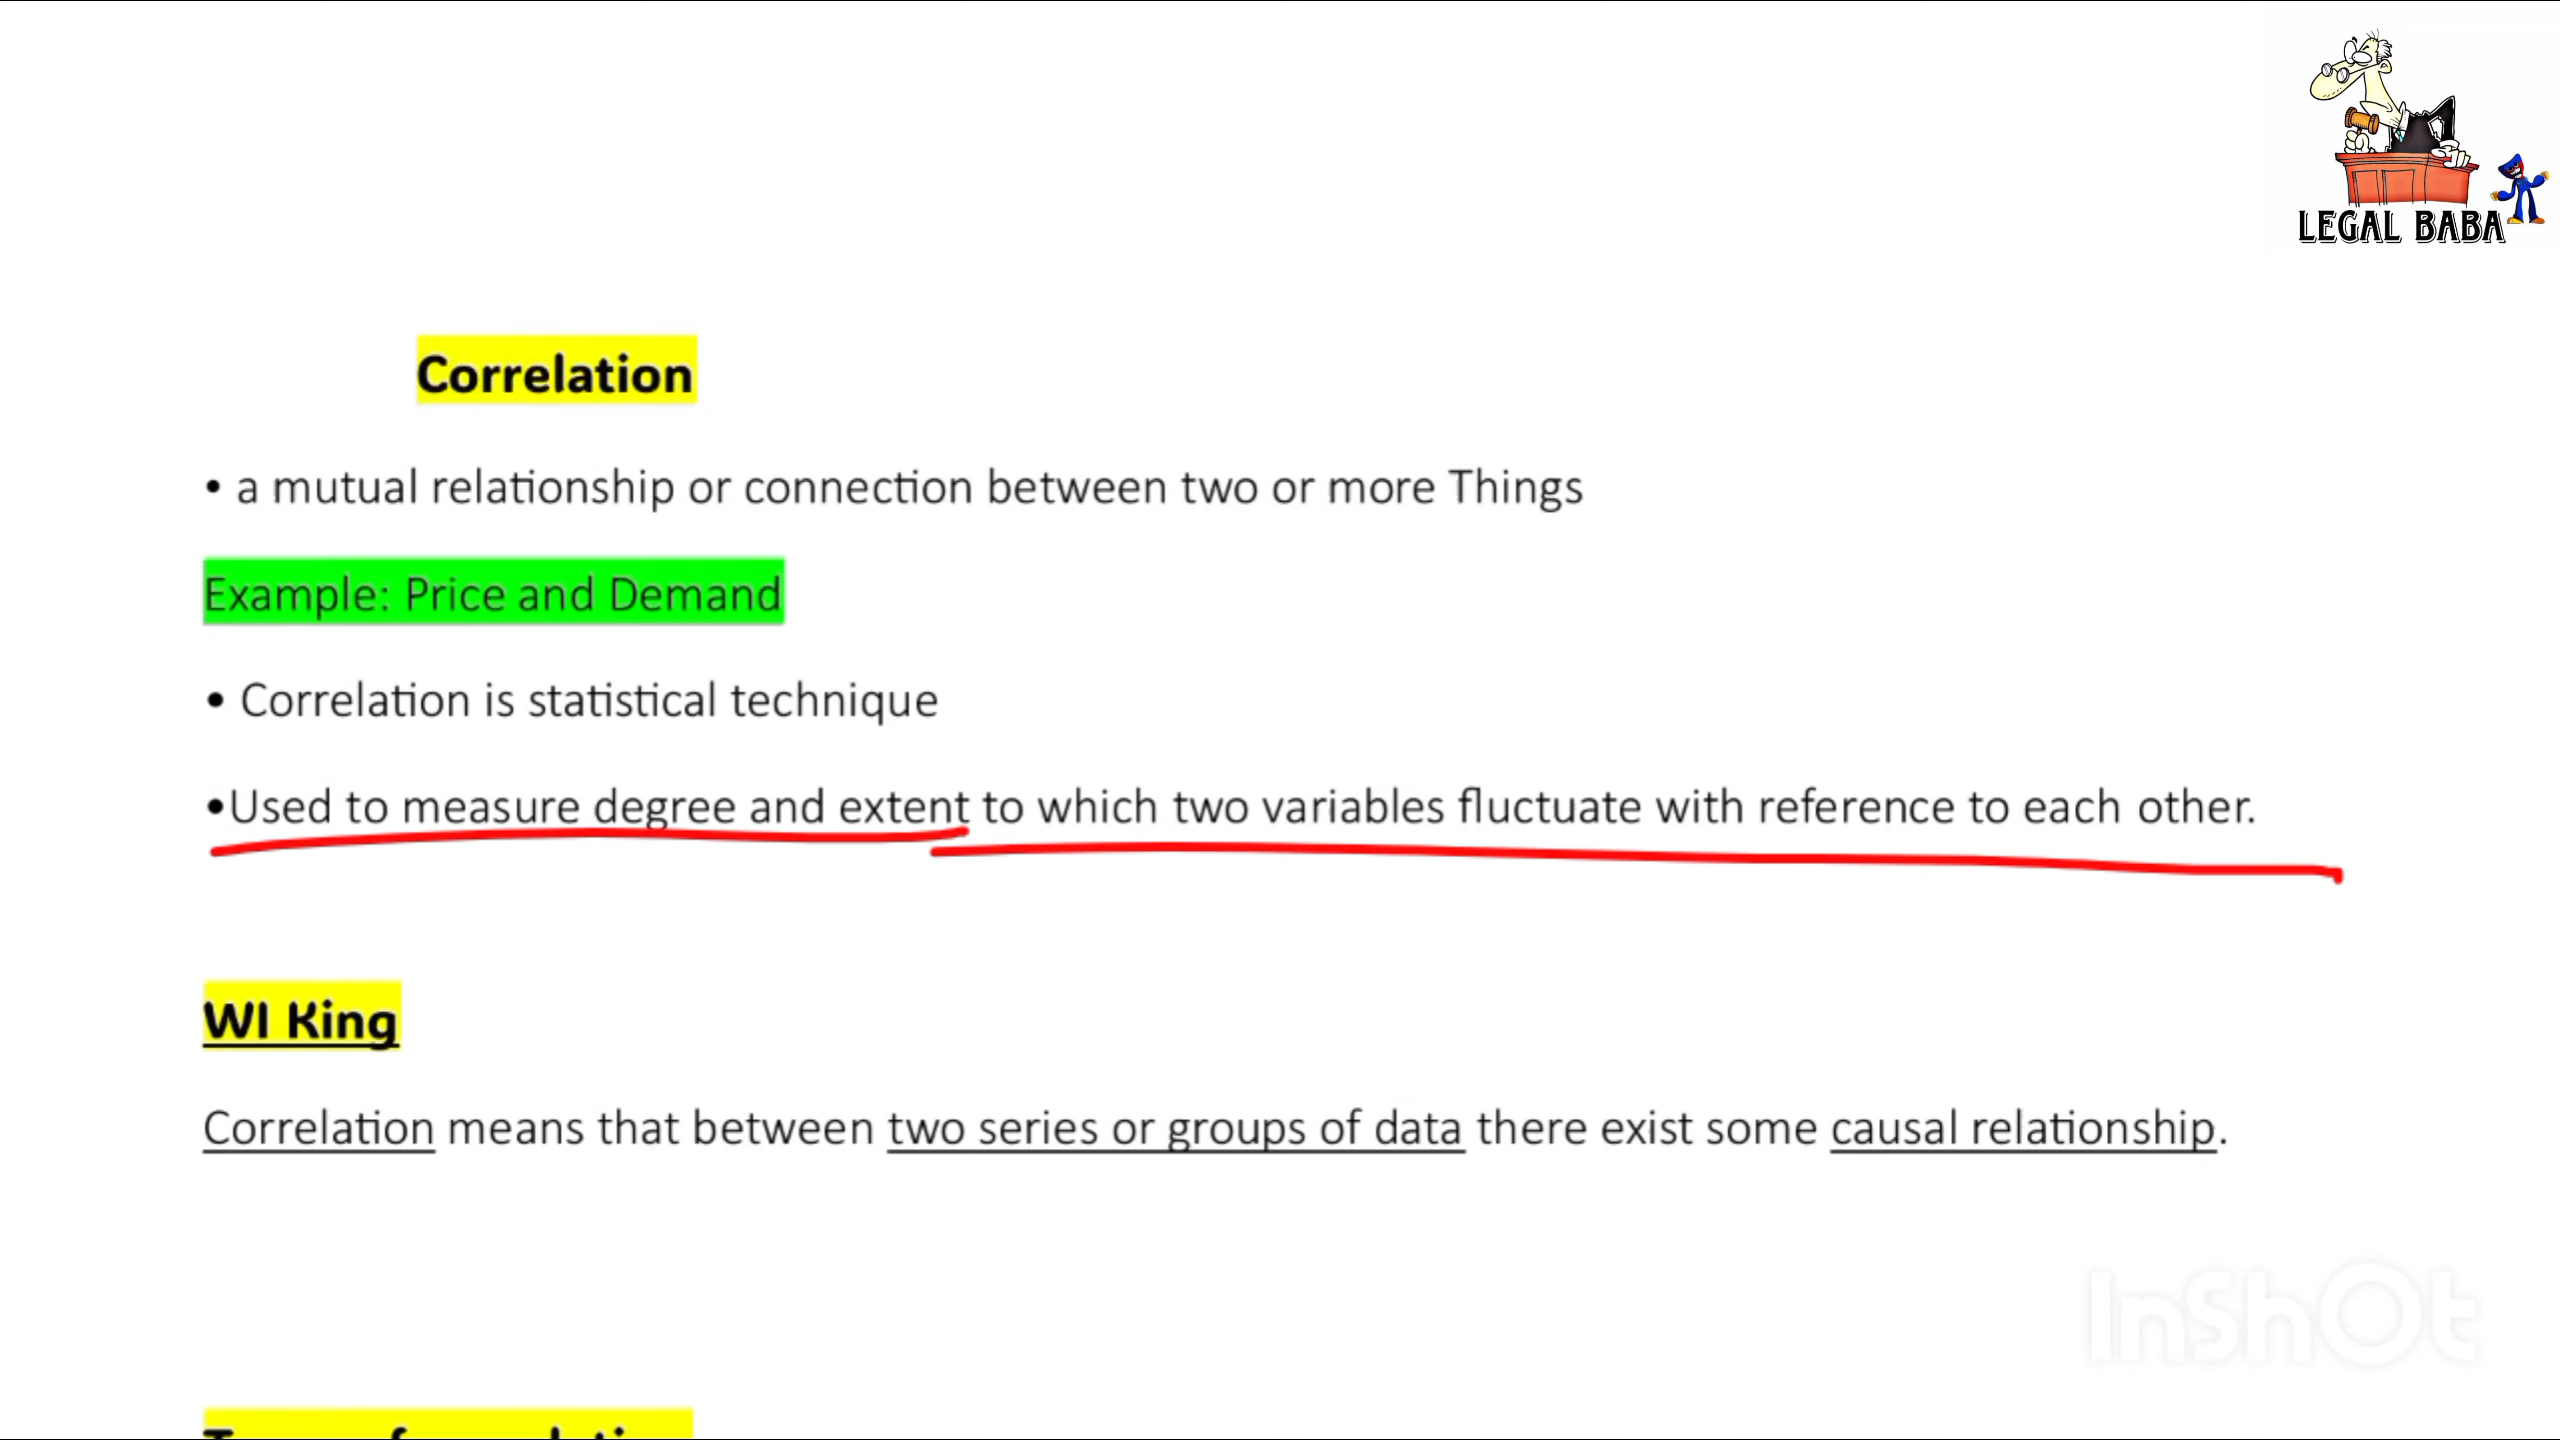 LEGAL BABA
Correlation
• a mutual relationship or connection between two or more Things
Example: Price and Demand
• Correlation is statistical technique
•Used to measure degree and extent to which two variables fluctuate with reference to each other.
WI King
Correlation means that between two series or groups of data there exist some causal relationship.
InShOt